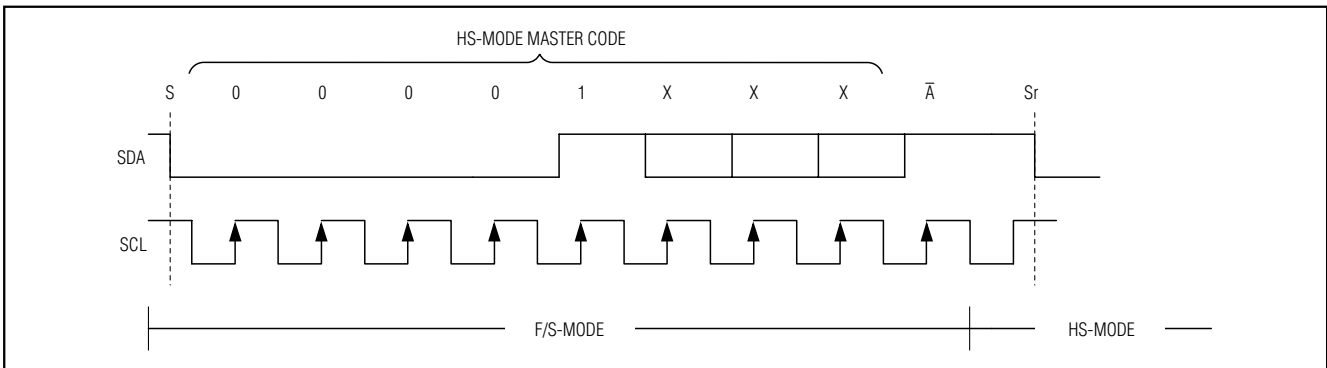 HS-MODE MASTER CODE
S 0 0 0 0 1 X X X A̅ Sr
SDA
SCL
F/S-MODE HS-MODE